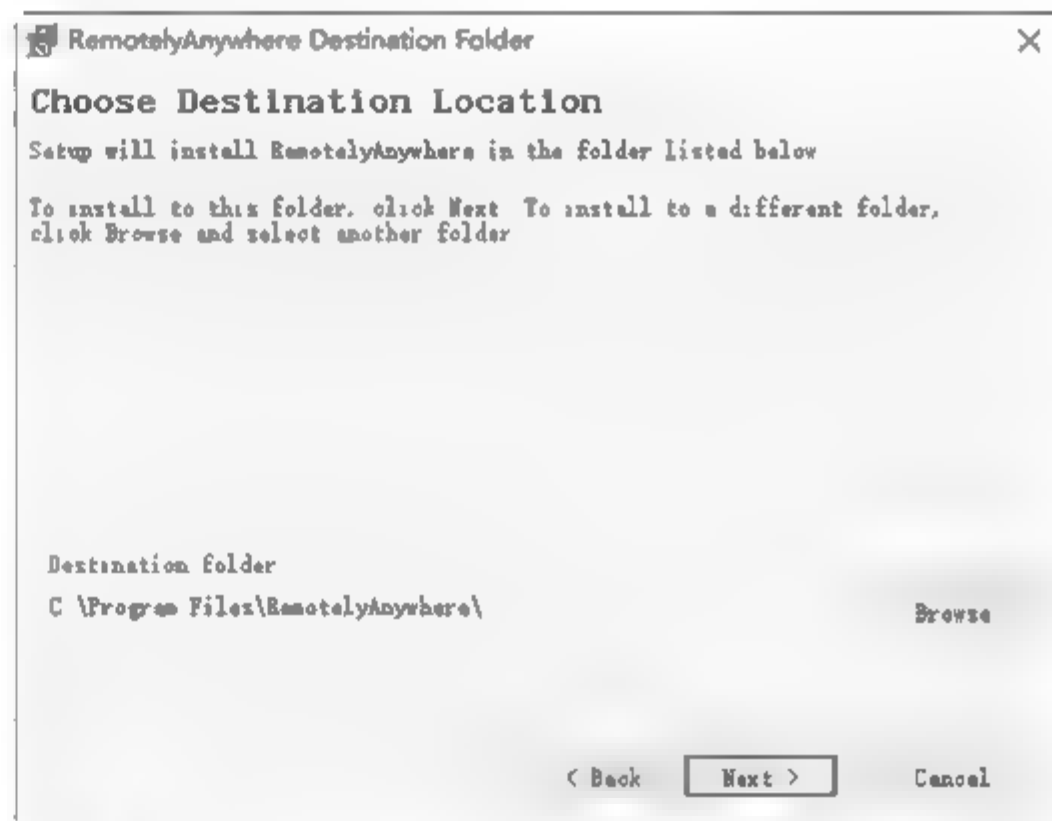 RemotelyAnywhere Destination Folder
Choose Destination Location
Setup will install RemotelyAnywhere in the folder listed below
To install to this folder, click Next To install to a different folder,
click Browse and select another folder
Destination folder
C \Program Files\RemotelyAnywhere\
Browse
< Back Next > Cancel